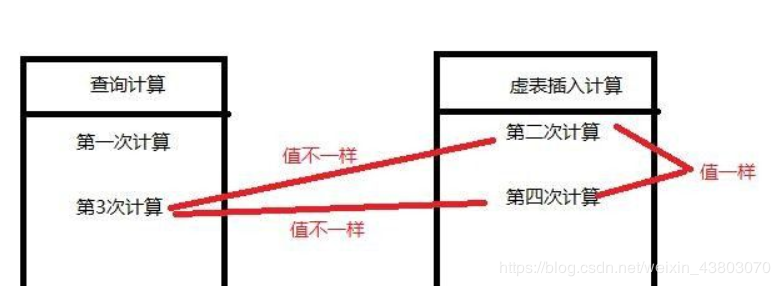 查询计算
虚表插入计算
第一次计算
第二次计算
值不一样
值一样
第3次计算
第四次计算
值不一样
https://blog.csdn.net/weixin_43803070